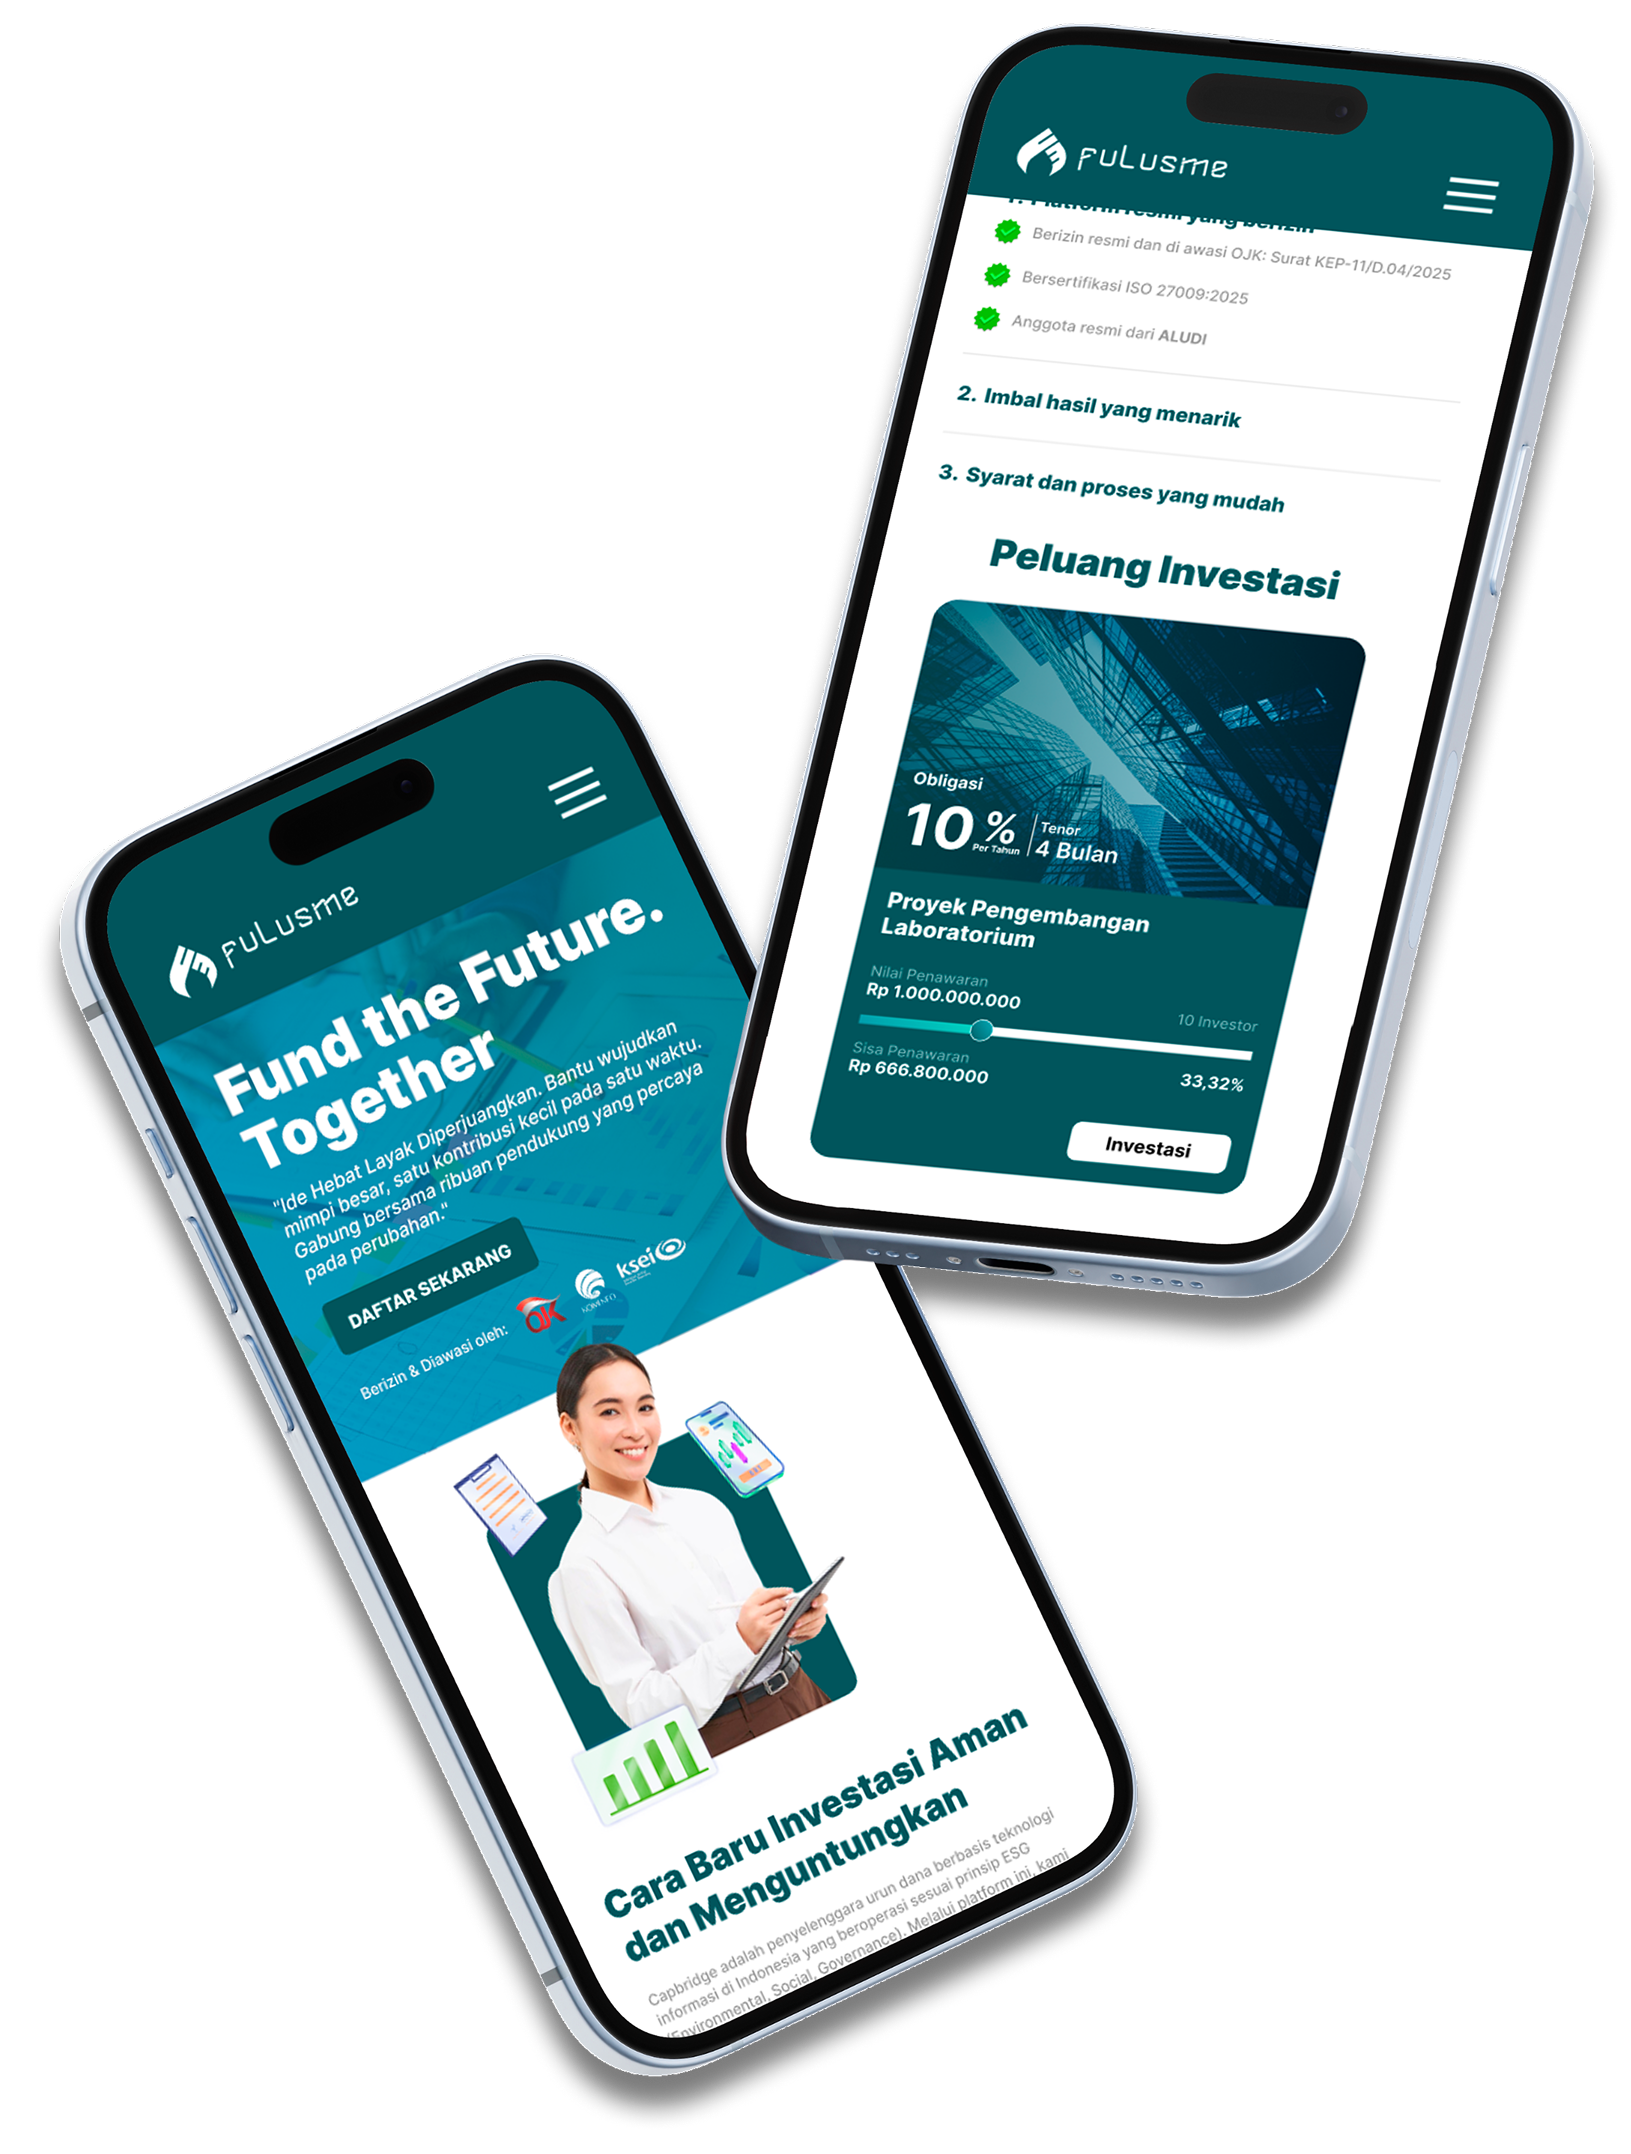 FuLusme
Fund the Future.
Together
"Ide Hebat Layak Diperjuangkan. Bantu wujudkan
mimpi besar, satu kontribusi kecil pada satu waktu.
Gabung bersama ribuan pendukung yang percaya
pada perubahan."
DAFTAR SEKARANG
Berizin & Diawasi oleh:
OJK
KOMINFO
ksei
Cara Baru Investasi Aman
dan Menguntungkan
Capbridge adalah penyelenggara urun dana berbasis teknologi
informasi di Indonesia yang beroperasi sesuai prinsip ESG
(Environmental, Social, Governance). Melalui platform ini, kami
FuLusme
1. Platform resmi yang berizin
Berizin resmi dan di awasi OJK: Surat KEP-11/D.04/2025
Bersertifikasi ISO 27009:2025
Anggota resmi dari ALUDI
2. Imbal hasil yang menarik
3. Syarat dan proses yang mudah
Peluang Investasi
Obligasi
10 % Per Tahun
Tenor
4 Bulan
Proyek Pengembangan
Laboratorium
Nilai Penawaran
Rp 1.000.000.000
10 Investor
Sisa Penawaran
Rp 666.800.000
33,32%
Investasi